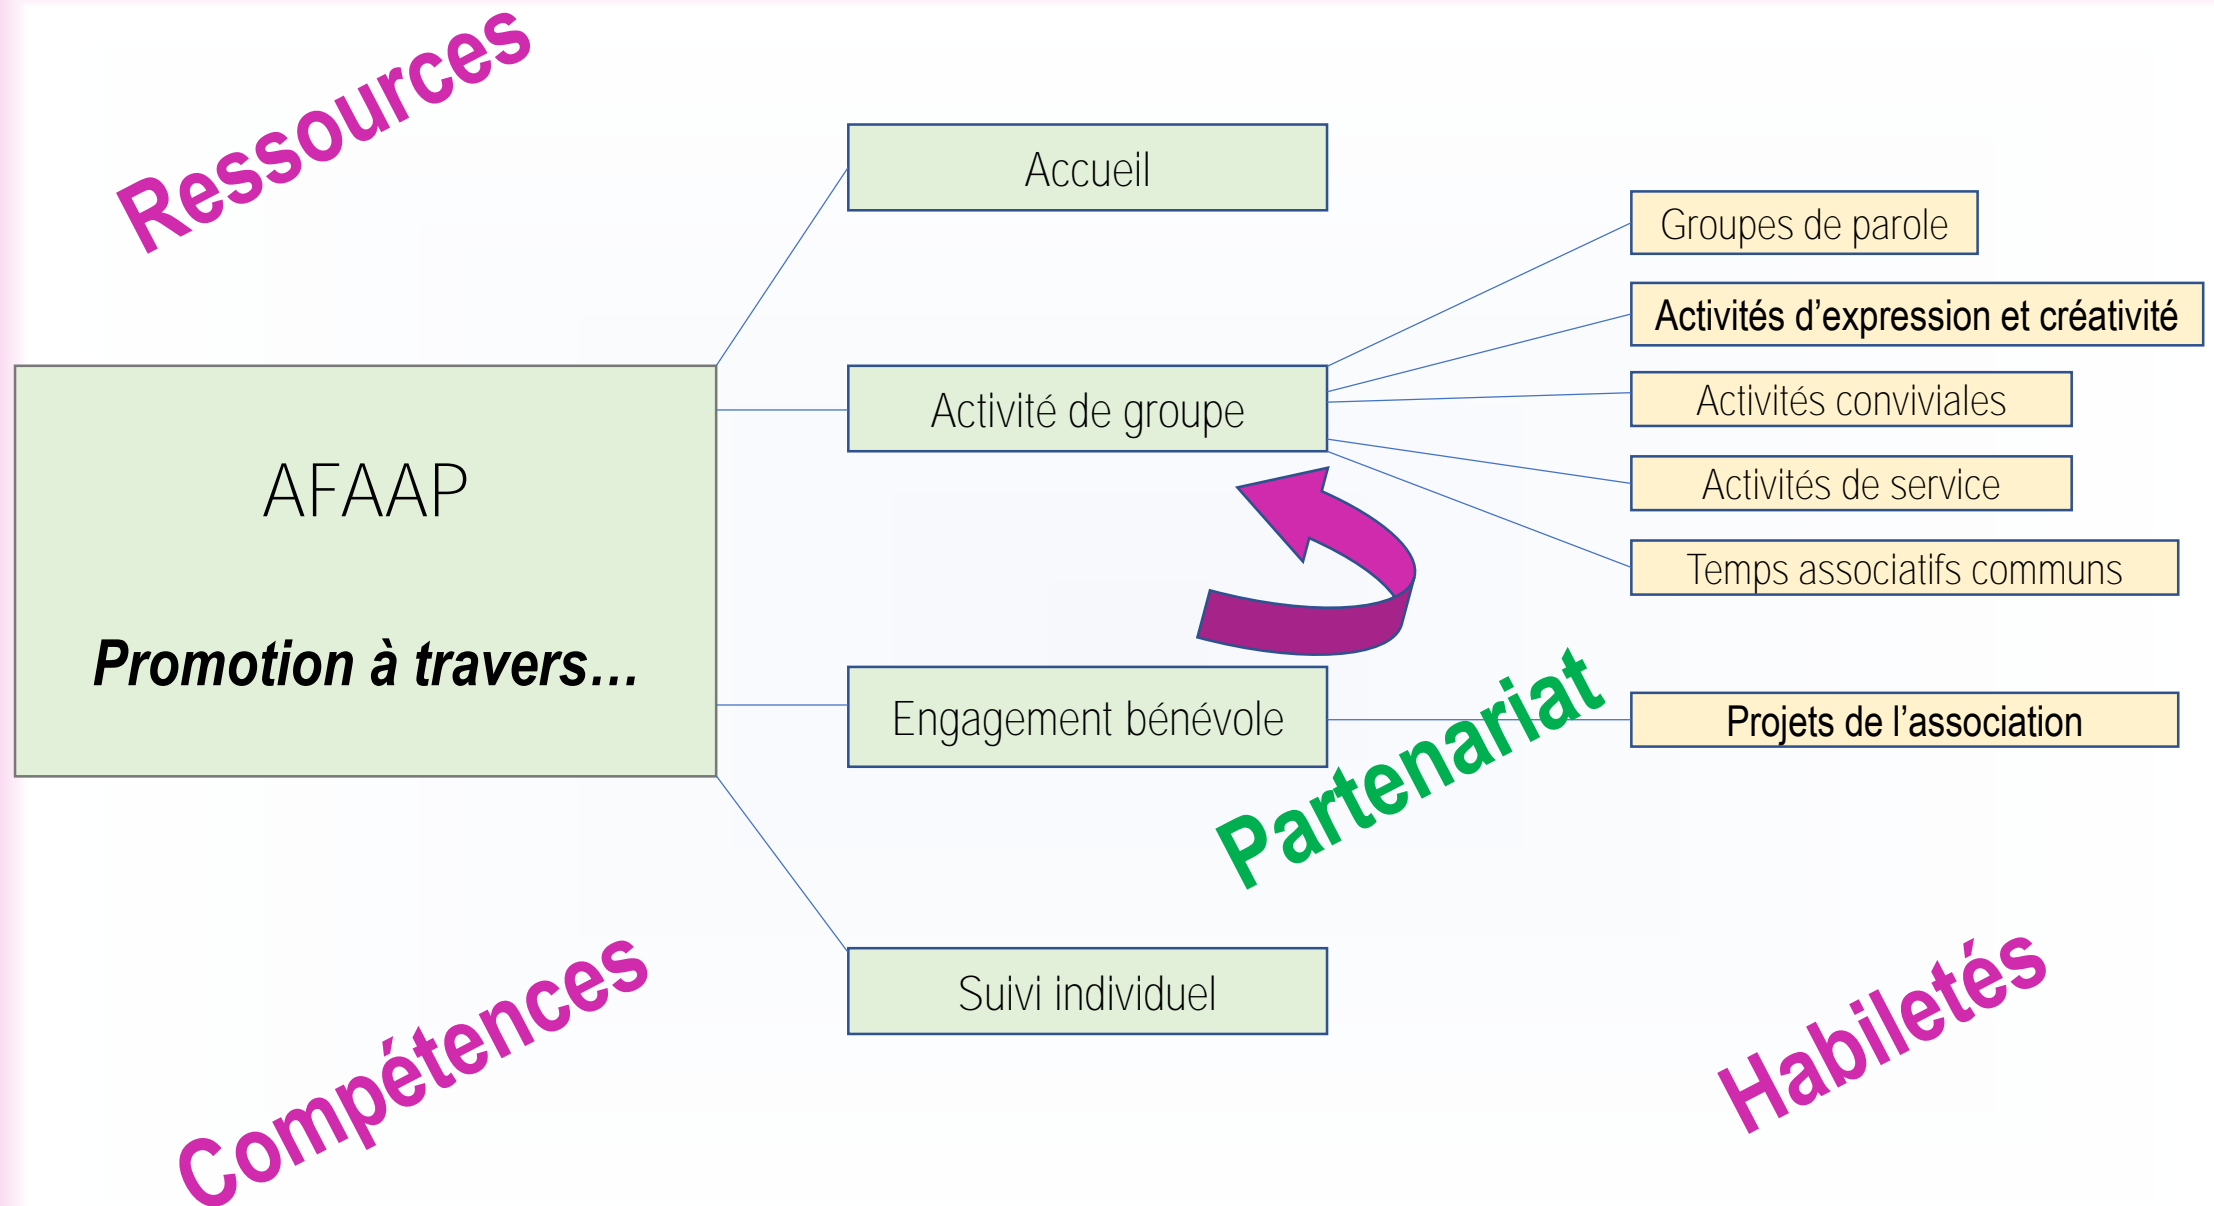 Ressources
Accueil
Groupes de parole
Activités d’expression et créativité
Activité de groupe
Activités conviviales
Activités de service
Temps associatifs communs
AFAAP
Promotion à travers…
Engagement bénévole
Partenariat
Projets de l’association
Suivi individuel
Compétences
Habiletés